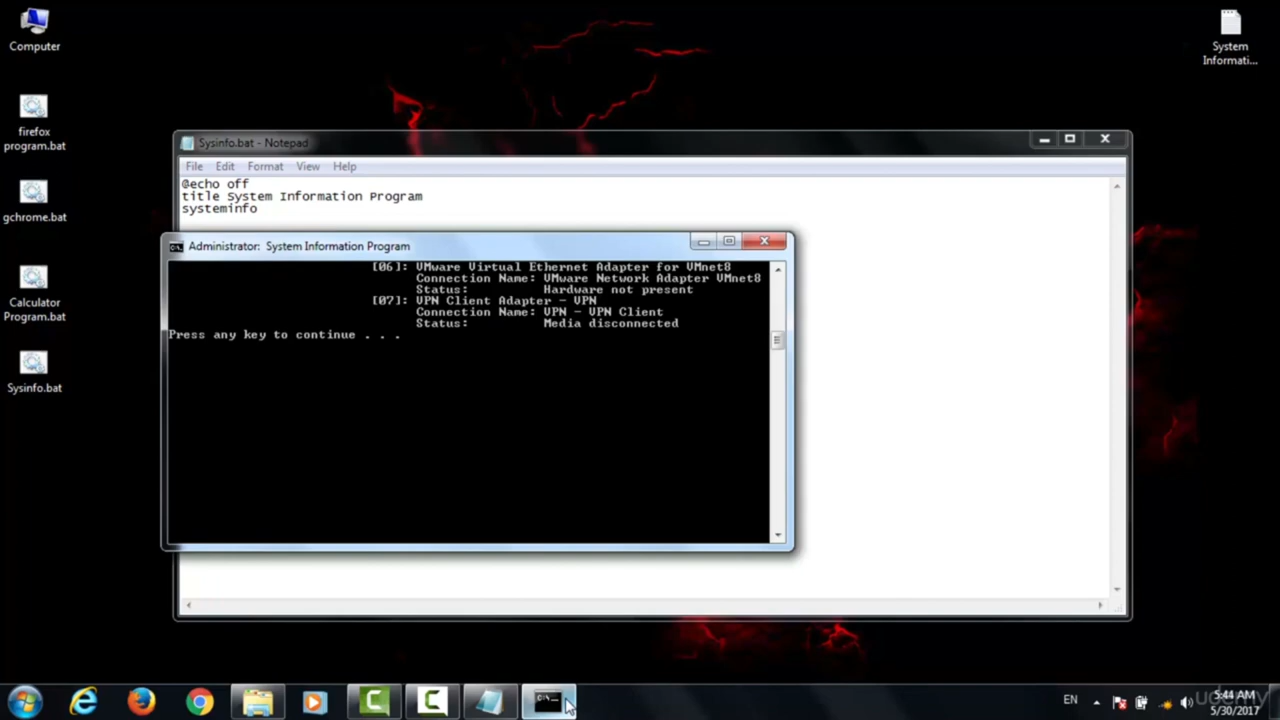 Computer
System
Informati...
firefox
program.bat
gchrome.bat
Calculator
Program.bat
Sysinfo.bat
Sysinfo.bat - Notepad
File Edit Format View Help
@echo off
title System Information Program
systeminfo
C:\.
Administrator: System Information Program
[06]: VMware Virtual Ethernet Adapter for VMnet8
Connection Name: VMware Network Adapter VMnet8
Status: Hardware not present
[07]: VPN Client Adapter - VPN
Connection Name: VPN - VPN Client
Status: Media disconnected
Press any key to continue . . .
C:\.
EN
5:44 AM
5/30/2017
udemy